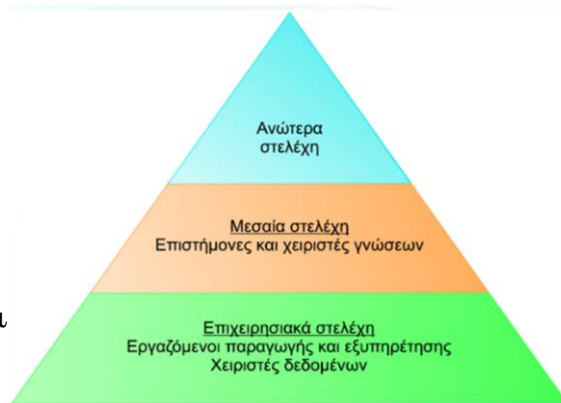 Ανώτερα
στελέχη
Μεσαία στελέχη
Επιστήμονες και χειριστές γνώσεων
Επιχειρησιακά στελέχη
Εργαζόμενοι παραγωγής και εξυπηρέτησης
Χειριστές δεδομένων